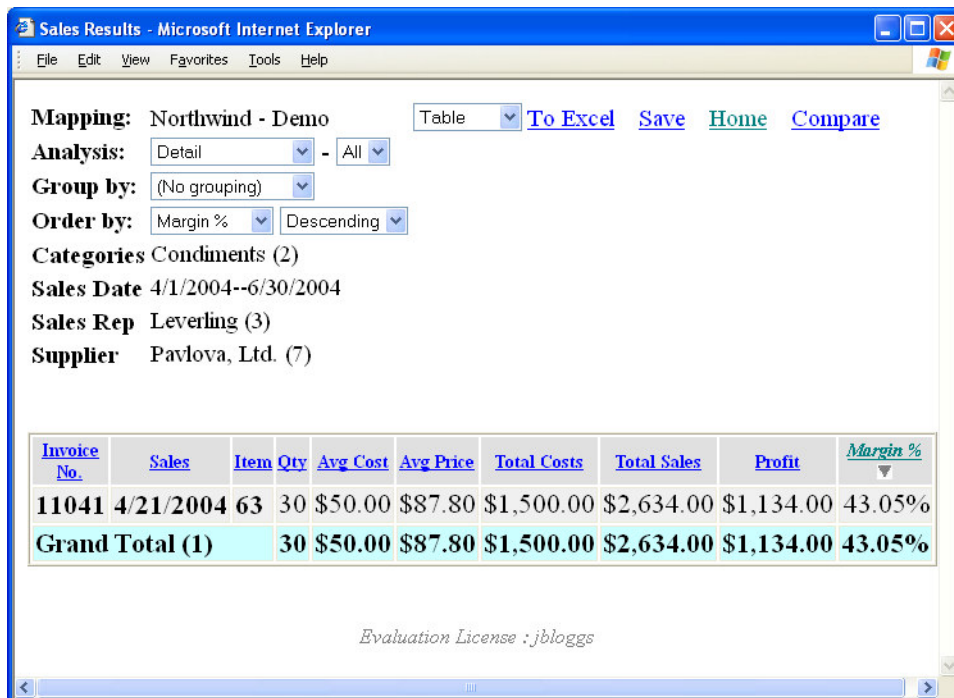 Sales Results - Microsoft Internet Explorer
File Edit View Favorites Tools Help
Mapping: Northwind - Demo Table To Excel Save Home Compare
Analysis: Detail - All
Group by: (No grouping)
Order by: Margin % Descending
Categories Condiments (2)
Sales Date 4/1/2004--6/30/2004
Sales Rep Leverling (3)
Supplier Pavlova, Ltd. (7)
Invoice No. Sales Item Qty Avg Cost Avg Price Total Costs Total Sales Profit Margin %
11041 4/21/2004 63 30 $50.00 $87.80 $1,500.00 $2,634.00 $1,134.00 43.05%
Grand Total (1) 30 $50.00 $87.80 $1,500.00 $2,634.00 $1,134.00 43.05%
Evaluation License : jbloggs